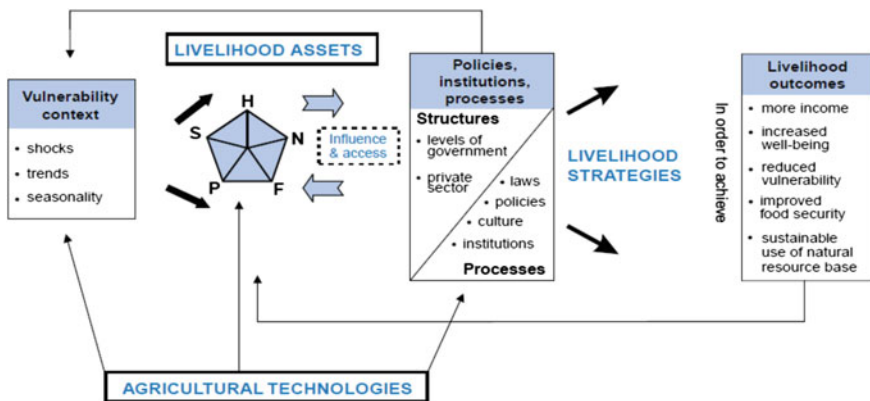 LIVELIHOOD ASSETS
Vulnerability
context
• shocks
• trends
• seasonality
H
S
N
P
F
Influence
& access
Policies,
institutions,
processes
Structures
• levels of
government
• private
sector
• laws
• policies
• culture
• institutions
Processes
LIVELIHOOD
STRATEGIES
In order to achieve
Livelihood
outcomes
• more income
• increased
well-being
• reduced
vulnerability
• improved
food security
• sustainable
use of natural
resource base
AGRICULTURAL TECHNOLOGIES